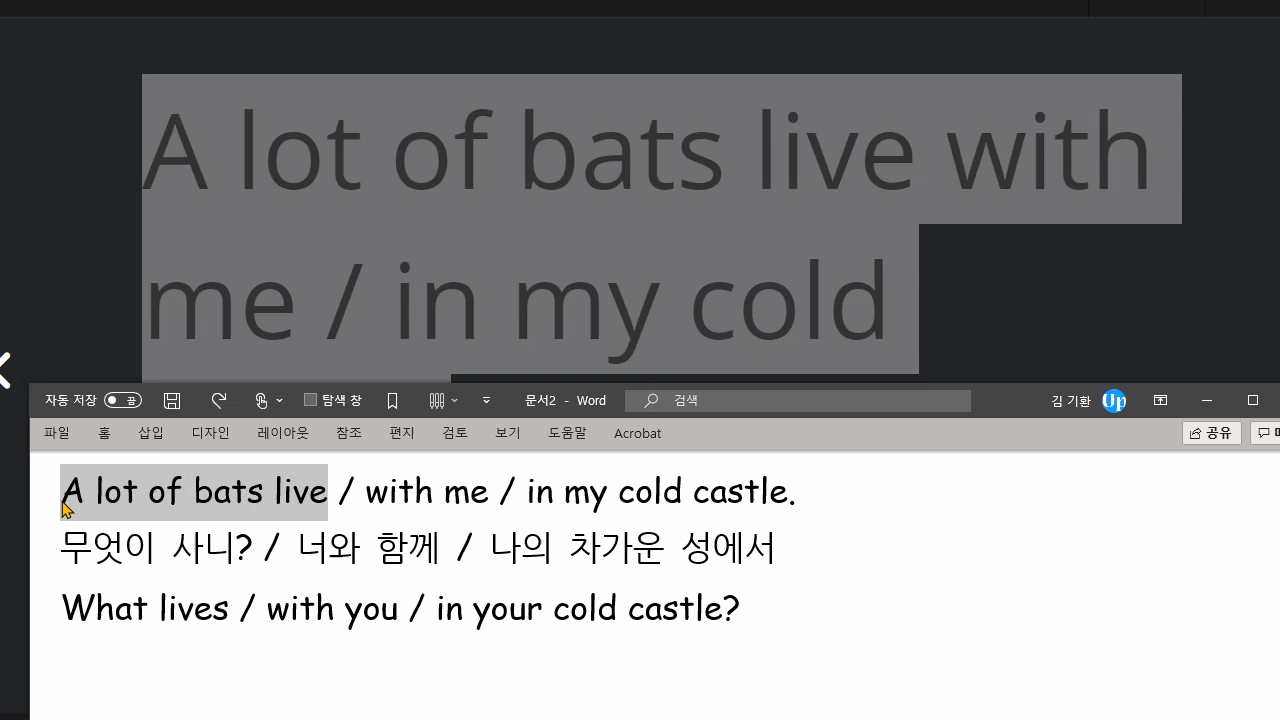 A lot of bats live with
me / in my cold
자동 저장 끔 탐색 창 문서2 - Word 검색 김 기환 Up
파일 홈 삽입 디자인 레이아웃 참조 편지 검토 보기 도움말 Acrobat 공유
A lot of bats live / with me / in my cold castle.
무엇이 사니? / 너와 함께 / 나의 차가운 성에서
What lives / with you / in your cold castle?